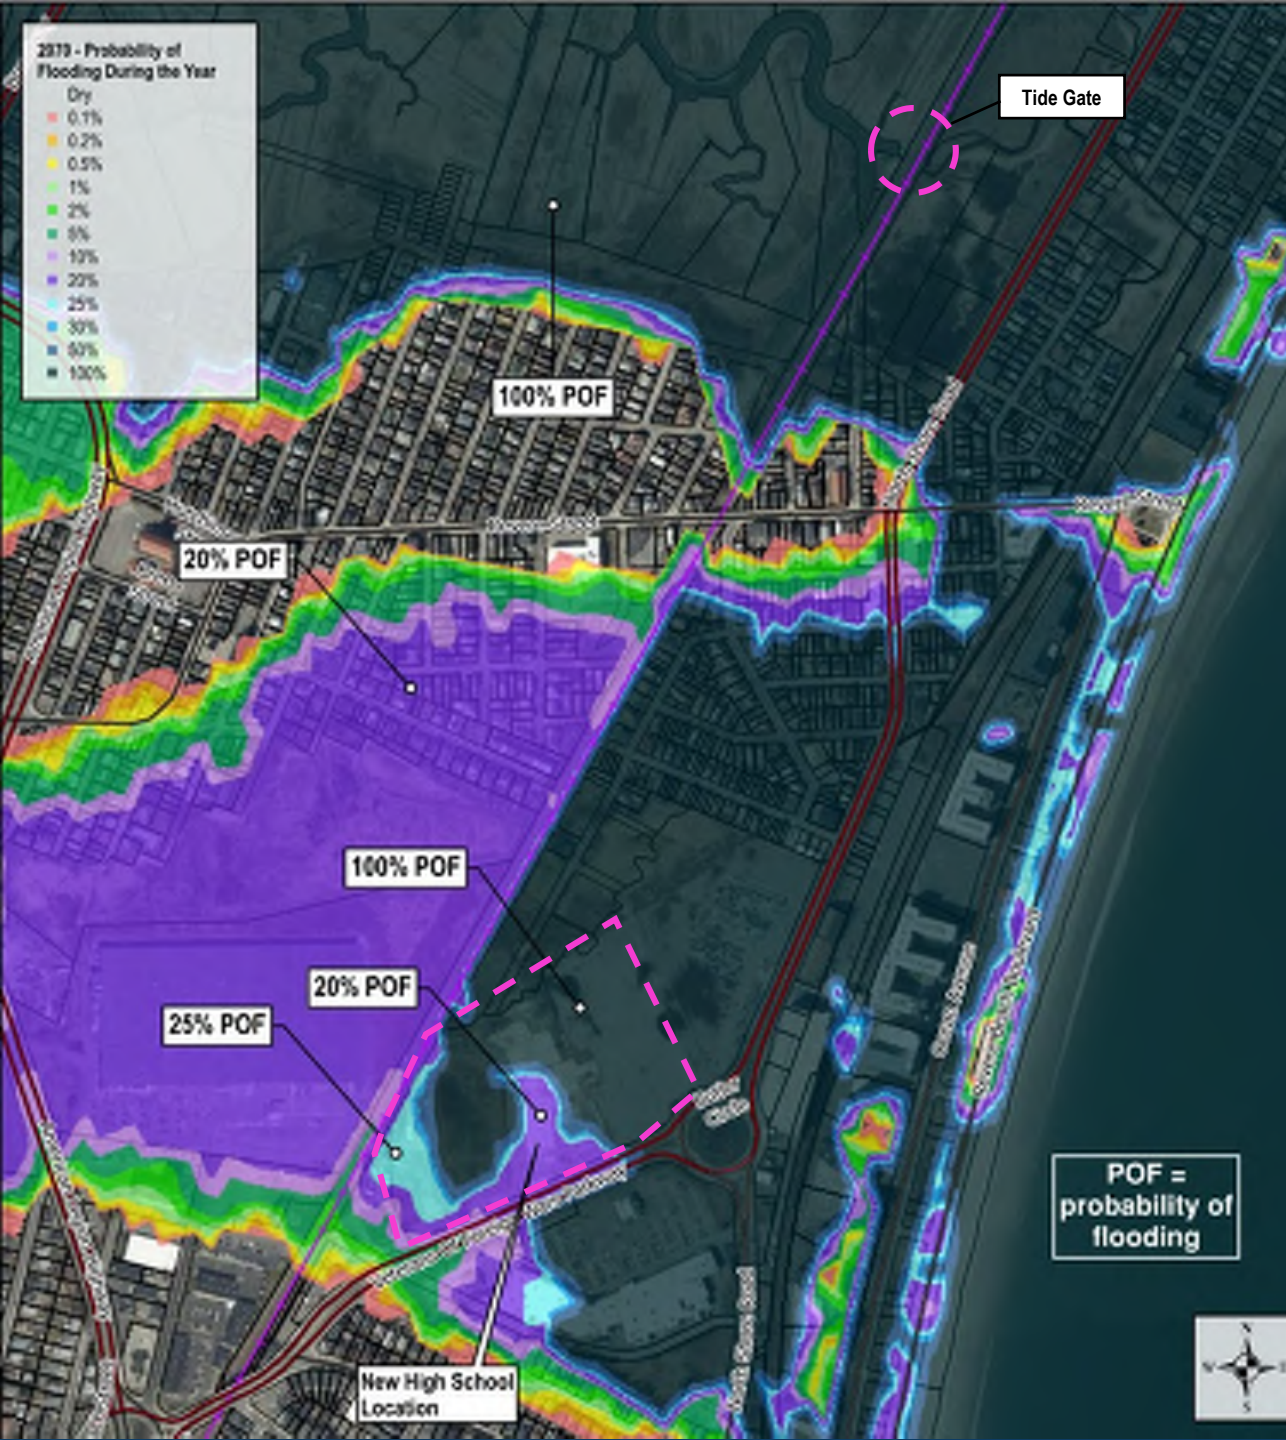 2070 - Probability of
Flooding During the Year
Dry
0.1%
0.2%
0.5%
1%
2%
5%
10%
20%
25%
30%
50%
100%
Tide Gate
100% POF
20% POF
100% POF
20% POF
25% POF
Circle
POF =
probability of
flooding
New High School
Location
N
W
S